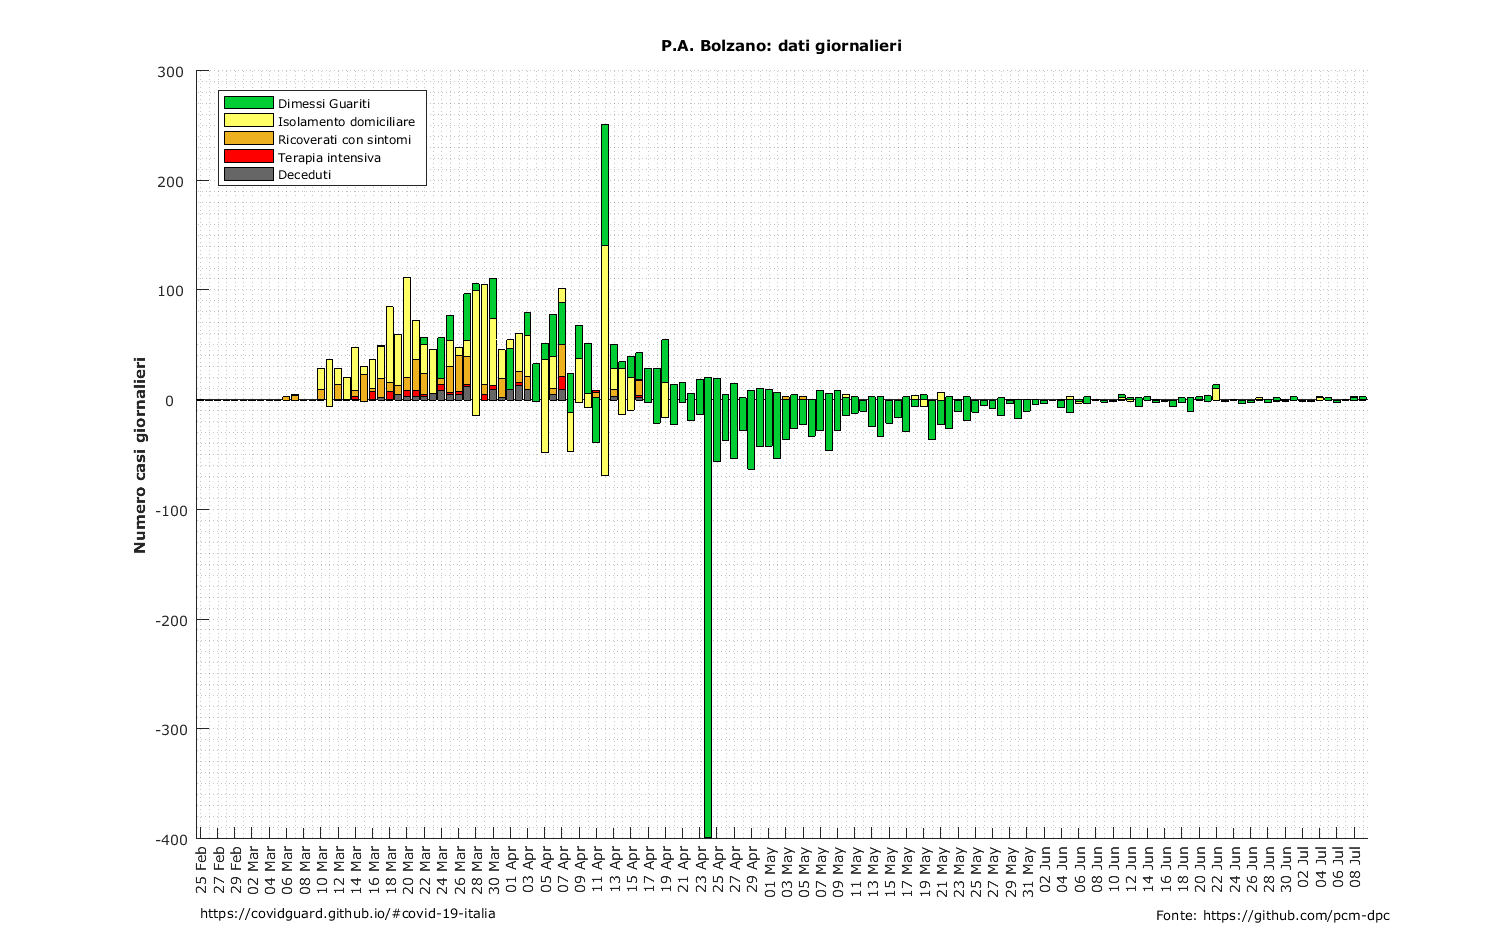 P.A. Bolzano: dati giornalieri
300
200
100
0
-100
-200
-300
-400
Numero casi giornalieri
Dimessi Guariti
Isolamento domiciliare
Ricoverati con sintomi
Terapia intensiva
Deceduti
25 Feb
27 Feb
29 Feb
02 Mar
04 Mar
06 Mar
08 Mar
10 Mar
12 Mar
14 Mar
16 Mar
18 Mar
20 Mar
22 Mar
24 Mar
26 Mar
28 Mar
30 Mar
01 Apr
03 Apr
05 Apr
07 Apr
09 Apr
11 Apr
13 Apr
15 Apr
17 Apr
19 Apr
21 Apr
23 Apr
25 Apr
27 Apr
29 Apr
01 May
03 May
05 May
07 May
09 May
11 May
13 May
15 May
17 May
19 May
21 May
23 May
25 May
27 May
29 May
31 May
02 Jun
04 Jun
06 Jun
08 Jun
10 Jun
12 Jun
14 Jun
16 Jun
18 Jun
20 Jun
22 Jun
24 Jun
26 Jun
28 Jun
30 Jun
02 Jul
04 Jul
06 Jul
08 Jul
https://covidguard.github.io/#covid-19-italia
Fonte: https://github.com/pcm-dpc